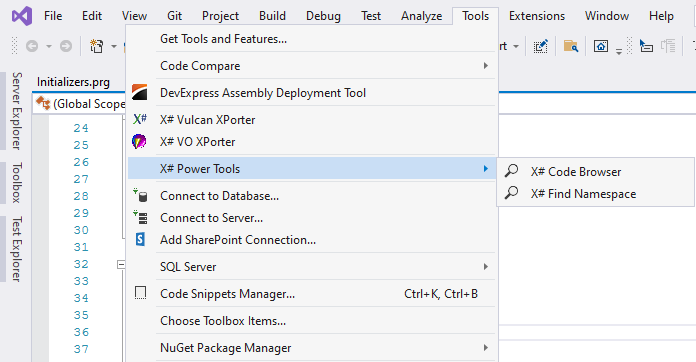 File Edit View Git Project Build Debug Test Analyze Tools Extensions Window Help
Get Tools and Features...
Initializers.prg
Code Compare
(Global Scope
DevExpress Assembly Deployment Tool
X# Vulcan XPorter
X# VO XPorter
X# Power Tools
X# Code Browser
X# Find Namespace
Connect to Database...
Connect to Server...
Add SharePoint Connection...
SQL Server
Code Snippets Manager... Ctrl+K, Ctrl+B
Choose Toolbox Items...
NuGet Package Manager
Server Explorer
Toolbox
Test Explorer
24
25
26
27
28
29
30
31
32
33
34
35
36
37